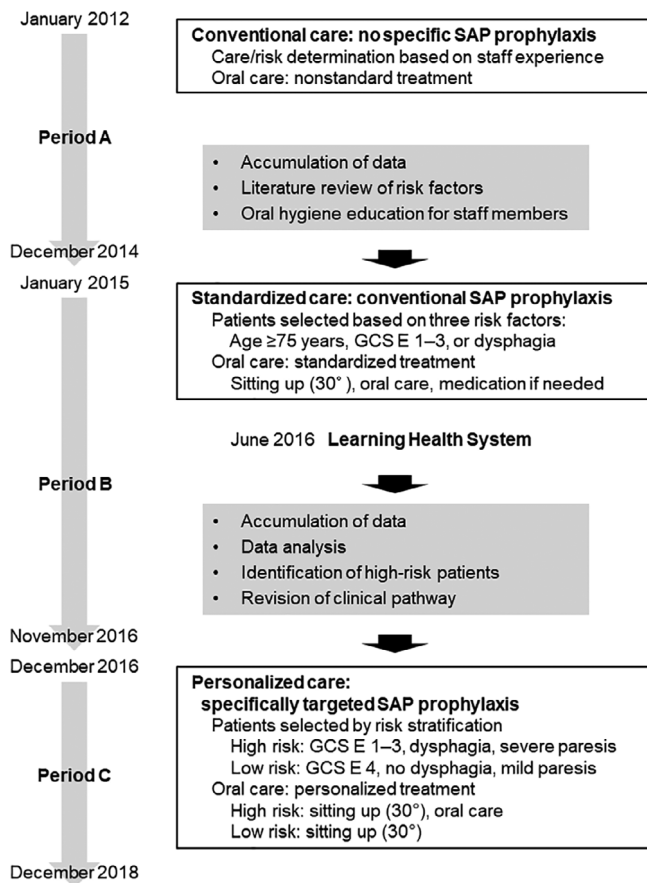 January 2012
Conventional care: no specific SAP prophylaxis
Care/risk determination based on staff experience
Oral care: nonstandard treatment
Period A
• Accumulation of data
• Literature review of risk factors
• Oral hygiene education for staff members
December 2014
January 2015
Standardized care: conventional SAP prophylaxis
Patients selected based on three risk factors:
Age ≥75 years, GCS E 1–3, or dysphagia
Oral care: standardized treatment
Sitting up (30°), oral care, medication if needed
June 2016 Learning Health System
Period B
• Accumulation of data
• Data analysis
• Identification of high-risk patients
• Revision of clinical pathway
November 2016
December 2016
Personalized care:
specifically targeted SAP prophylaxis
Patients selected by risk stratification
High risk: GCS E 1–3, dysphagia, severe paresis
Low risk: GCS E 4, no dysphagia, mild paresis
Period C
Oral care: personalized treatment
High risk: sitting up (30°), oral care
Low risk: sitting up (30°)
December 2018